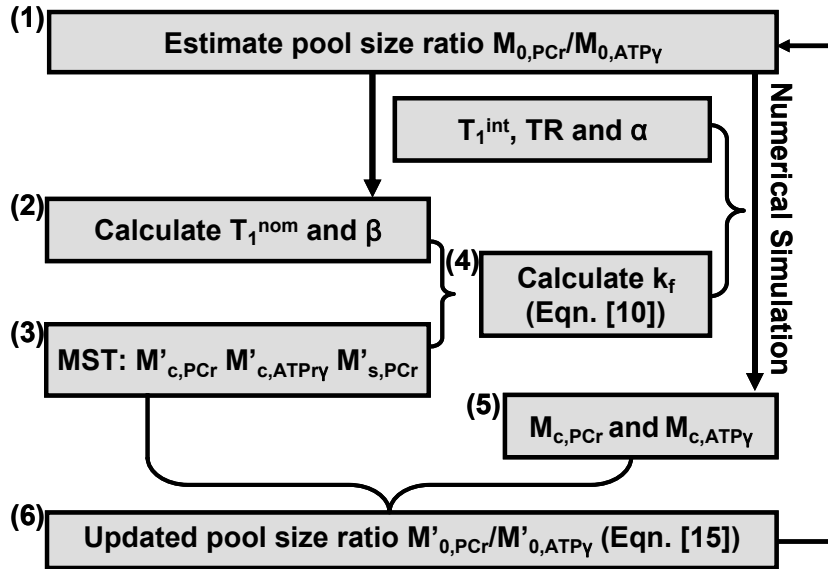 (1)
Estimate pool size ratio M₀,PCr/M₀,ATPγ
T₁ⁱⁿᵗ, TR and α
Numerical Simulation
(2)
Calculate T₁ⁿᵒᵐ and β
(4)
Calculate kf
(Eqn. [10])
(3)
MST: M’c,PCr M’c,ATPrγ M’s,PCr
(5)
Mc,PCr and Mc,ATPγ
(6)
Updated pool size ratio M’₀,PCr/M’₀,ATPγ (Eqn. [15])